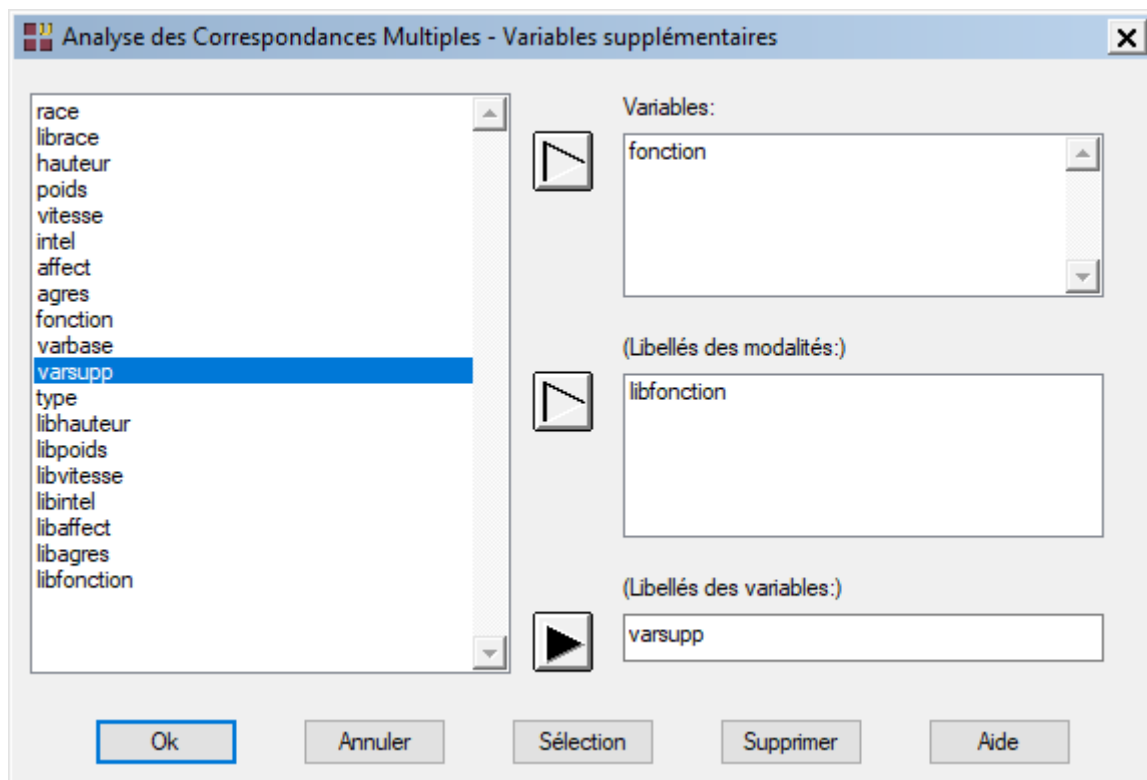 Analyse des Correspondances Multiples - Variables supplémentaires
race
librace
hauteur
poids
vitesse
intel
affect
agres
fonction
varbase
varsupp
type
libhauteur
libpoids
libvitesse
libintel
libaffect
libagres
libfonction
Variables:
fonction
(Libellés des modalités:)
libfonction
(Libellés des variables:)
varsupp
Ok
Annuler
Sélection
Supprimer
Aide